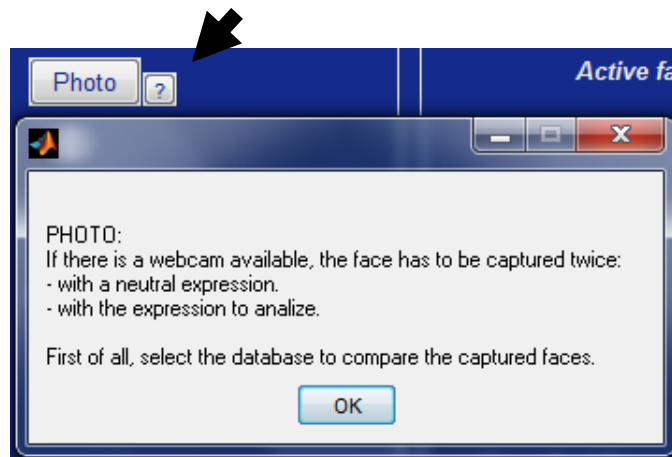 Photo ?
Active fa
PHOTO:
If there is a webcam available, the face has to be captured twice:
- with a neutral expression.
- with the expression to analize.
First of all, select the database to compare the captured faces.
OK